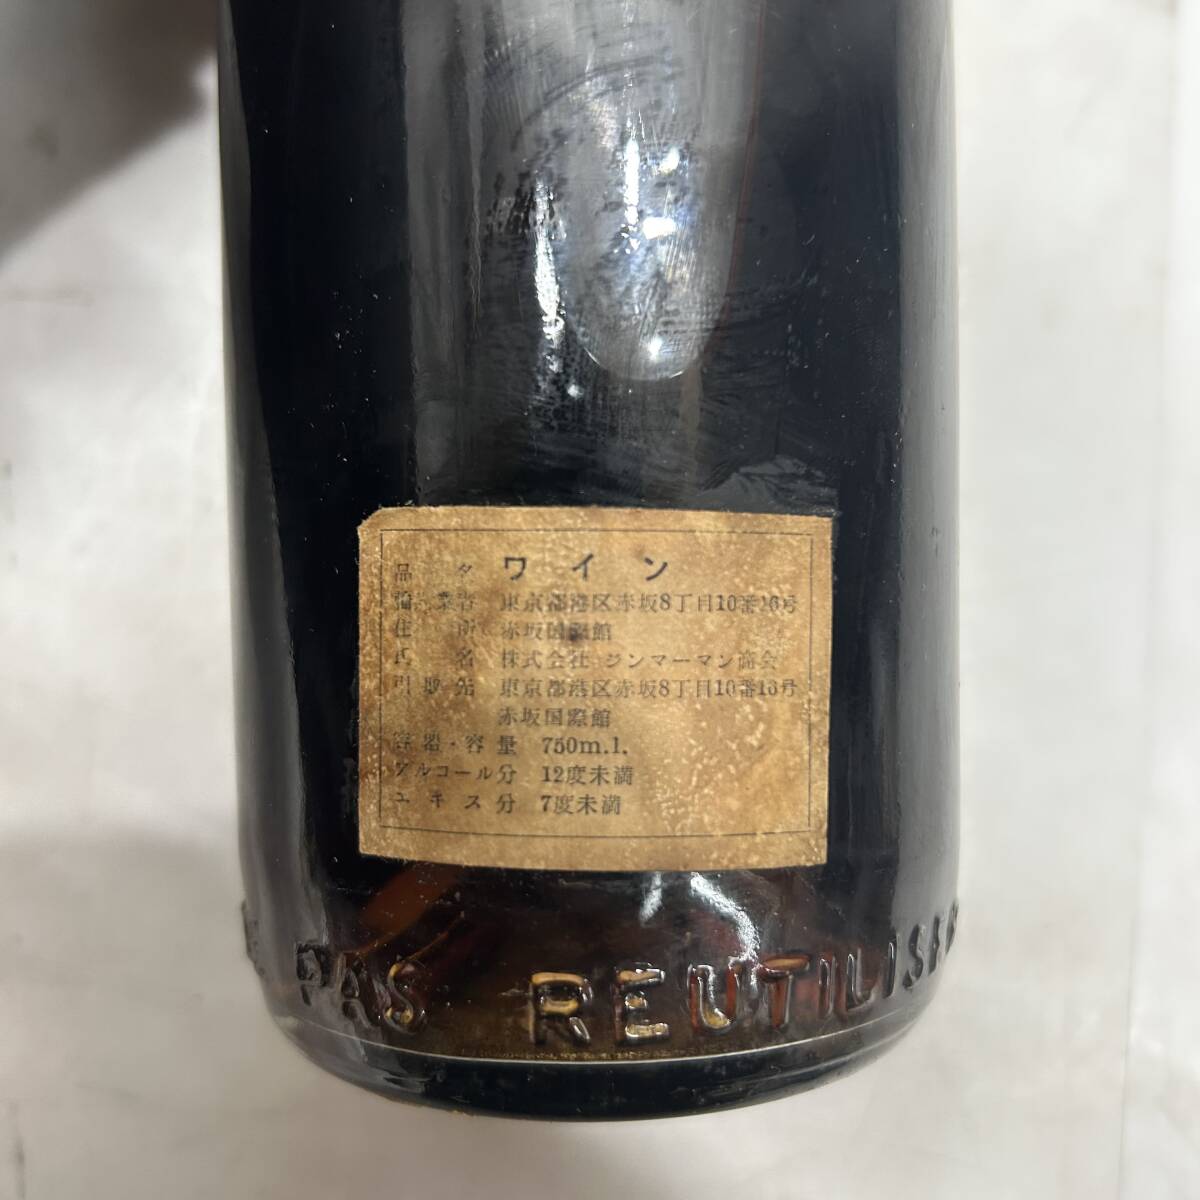 品 名 ワイン
輸入業者 東京都港区赤坂8丁目10番16号
住 所 赤坂国際館
氏 名 株式会社 ジンマーマン商会
引取先 東京都港区赤坂8丁目10番16号
赤坂国際館
容器・容量 750m.l.
アルコール分 12度未満
エキス分 7度未満
PAS REUTILISER